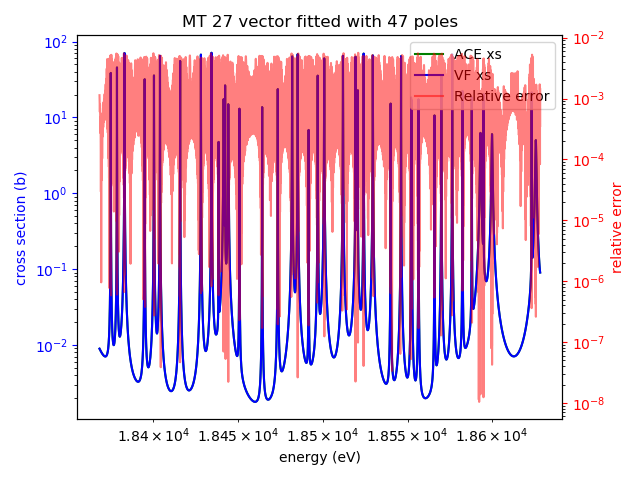 MT 27 vector fitted with 47 poles
10²
10¹
10⁰
10⁻¹
10⁻²
cross section (b)
10⁻²
10⁻³
10⁻⁴
10⁻⁵
10⁻⁶
10⁻⁷
10⁻⁸
relative error
ACE xs
VF xs
Relative error
1.84×10⁴ 1.845×10⁴ 1.85×10⁴ 1.855×10⁴ 1.86×10⁴
energy (eV)